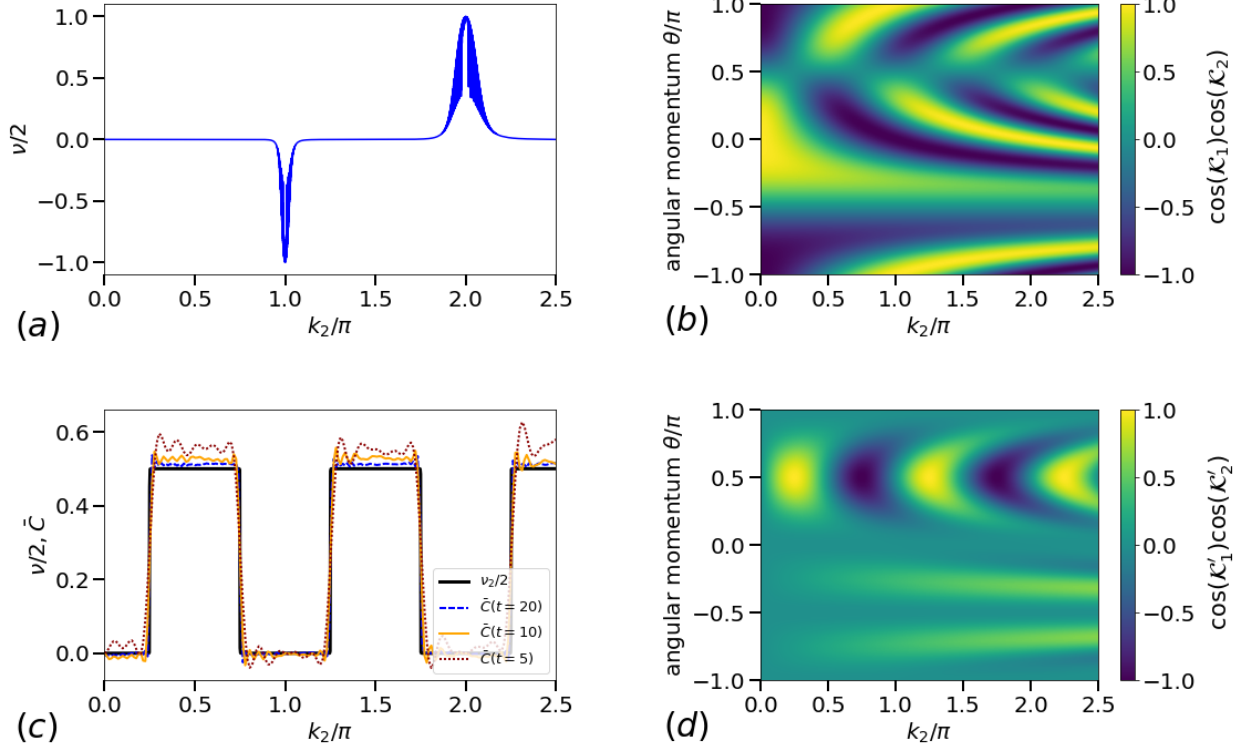 1.0
0.5
0.0
−0.5
−1.0
ν/2
0.0 0.5 1.0 1.5 2.0 2.5
k₂/π
(a)
1.0
0.5
0.0
−0.5
−1.0
angular momentum θ/π
0.0 0.5 1.0 1.5 2.0 2.5
k₂/π
1.0
0.5
0.0
−0.5
−1.0
cos(𝒦₁)cos(𝒦₂)
(b)
0.6
0.4
0.2
0.0
ν/2, C̄
0.0 0.5 1.0 1.5 2.0 2.5
k₂/π
ν₂/2
C̄(t = 20)
C̄(t = 10)
C̄(t = 5)
(c)
1.0
0.5
0.0
−0.5
−1.0
angular momentum θ/π
0.0 0.5 1.0 1.5 2.0 2.5
k₂/π
1.0
0.5
0.0
−0.5
−1.0
cos(𝒦₁′)cos(𝒦₂′)
(d)